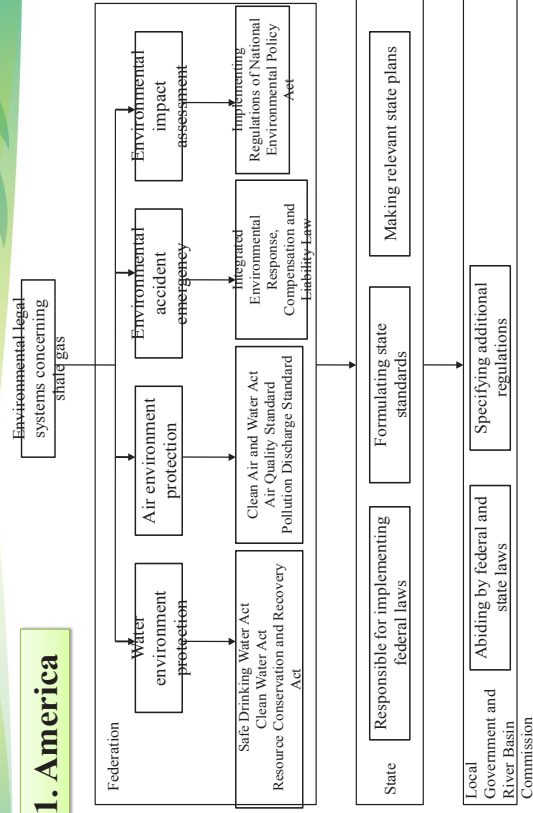 1. America
Environmental legal
systems concerning
shale gas
Federation
Water
environment
protection
Air environment
protection
Environmental
accident
emergency
Environmental
impact
assessment
Safe Drinking Water Act
Clean Water Act
Resource Conservation and Recovery
Act
Clean Air and Water Act
Air Quality Standard
Pollution Discharge Standard
Integrated
Environmental
Response,
Compensation and
Liability Law
Implementing
Regulations of National
Environmental Policy
Act
State
Responsible for implementing
federal laws
Formulating state
standards
Making relevant state plans
Local
Government and
River Basin
Commission
Abiding by federal and
state laws
Specifying additional
regulations